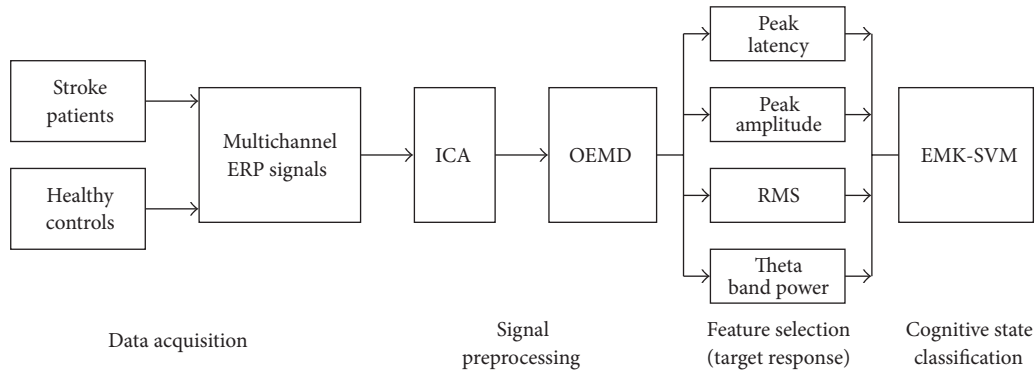 Stroke
patients
Healthy
controls
Multichannel
ERP signals
ICA
OEMD
Peak
latency
Peak
amplitude
RMS
Theta
band power
EMK-SVM
Data acquisition
Signal
preprocessing
Feature selection
(target response)
Cognitive state
classification